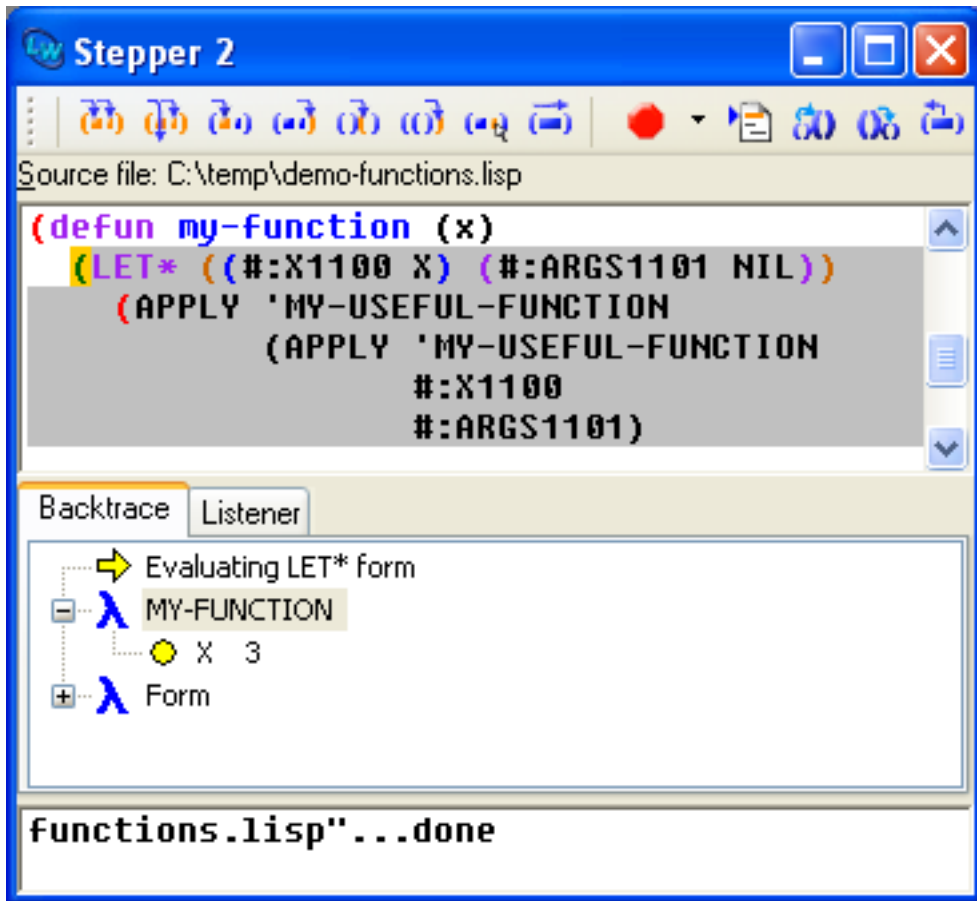 Stepper 2
Source file: C:\temp\demo-functions.lisp
(defun my-function (x)
(LET* ((#:X1100 X) (#:ARGS1101 NIL))
(APPLY 'MY-USEFUL-FUNCTION
(APPLY 'MY-USEFUL-FUNCTION
#:X1100
#:ARGS1101)
Backtrace Listener
Evaluating LET* form
λ MY-FUNCTION
X 3
λ Form
functions.lisp"...done